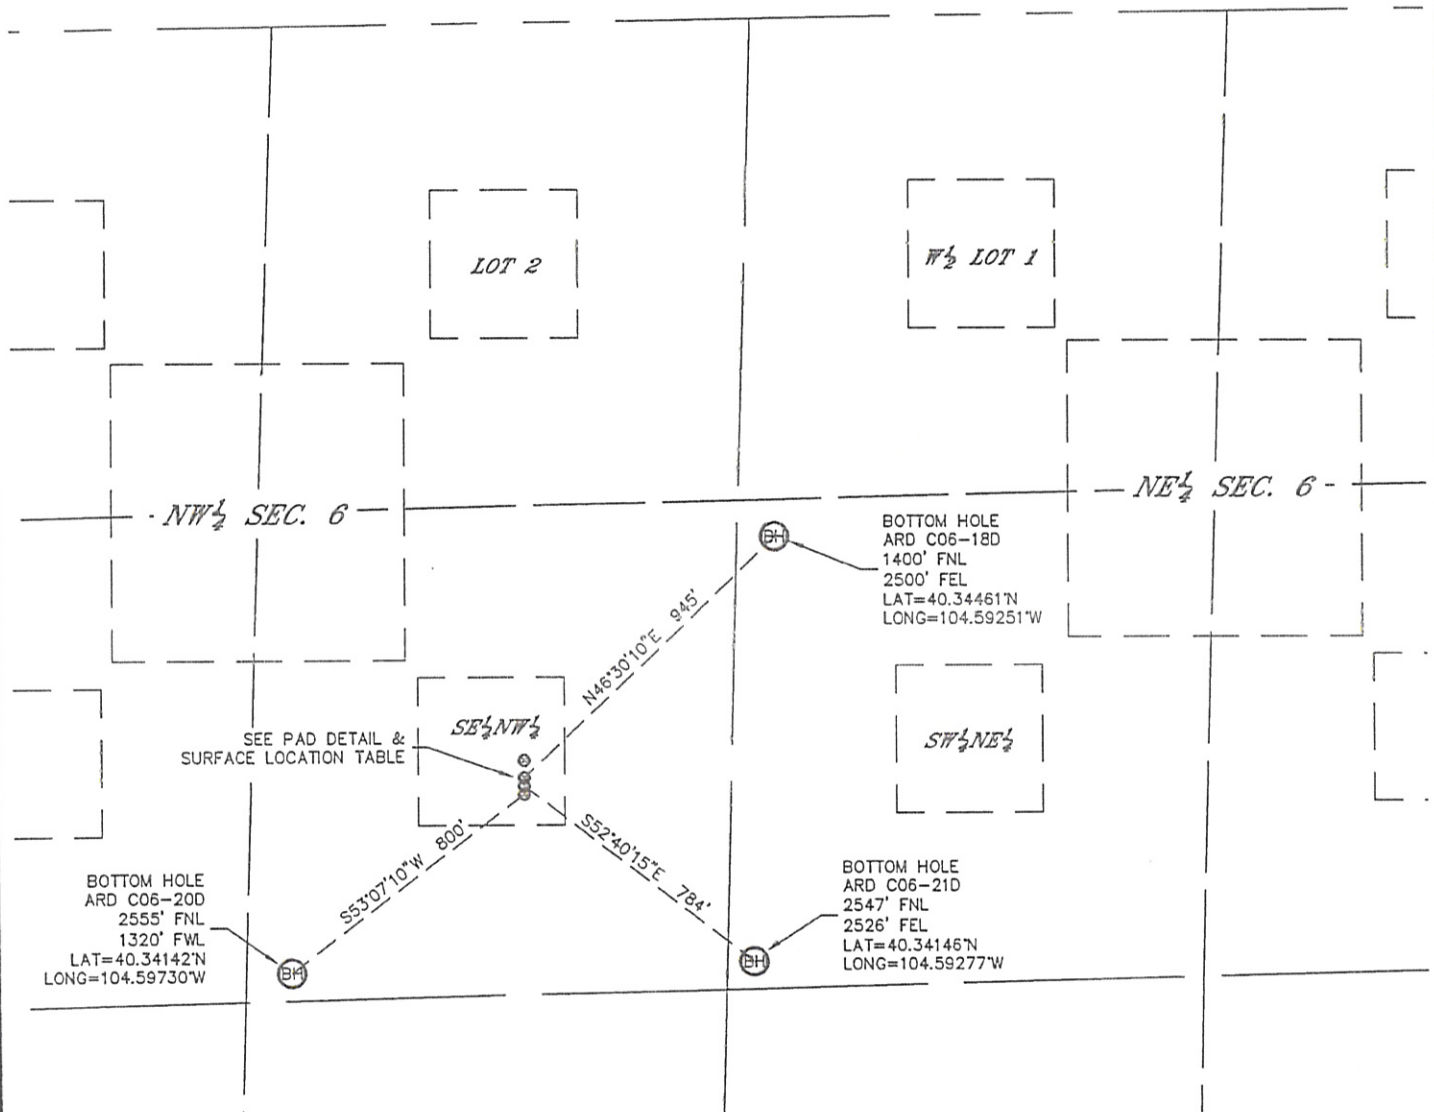 LOT 2
W½ LOT 1
NW¼ SEC. 6
NE¼ SEC. 6
BH
BOTTOM HOLE
ARD C06-18D
1400' FNL
2500' FEL
LAT=40.34461°N
LONG=104.59251°W
N46°30'10"E 945'
SE¼NW¼
SW¼NE¼
SEE PAD DETAIL &
SURFACE LOCATION TABLE
S53°07'10"W 800'
S52°40'15"E 784'
BOTTOM HOLE
ARD C06-20D
2555' FNL
1320' FWL
LAT=40.34142°N
LONG=104.59730°W
BH
BOTTOM HOLE
ARD C06-21D
2547' FNL
2526' FEL
LAT=40.34146°N
LONG=104.59277°W
BH